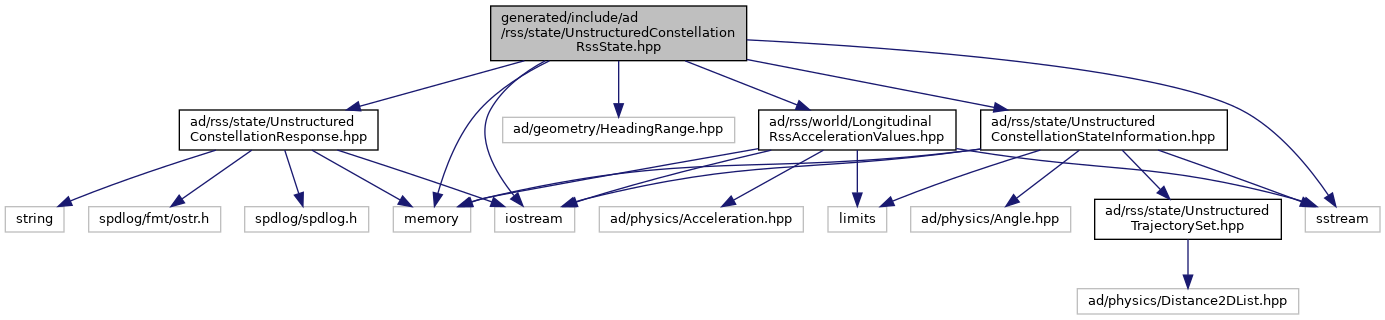 generated/include/ad
/rss/state/UnstructuredConstellation
RssState.hpp
ad/rss/state/Unstructured
ConstellationResponse.hpp
ad/geometry/HeadingRange.hpp
ad/rss/world/Longitudinal
RssAccelerationValues.hpp
ad/rss/state/Unstructured
ConstellationStateInformation.hpp
string
spdlog/fmt/ostr.h
spdlog/spdlog.h
memory
iostream
ad/physics/Acceleration.hpp
limits
ad/physics/Angle.hpp
ad/rss/state/Unstructured
TrajectorySet.hpp
sstream
ad/physics/Distance2DList.hpp